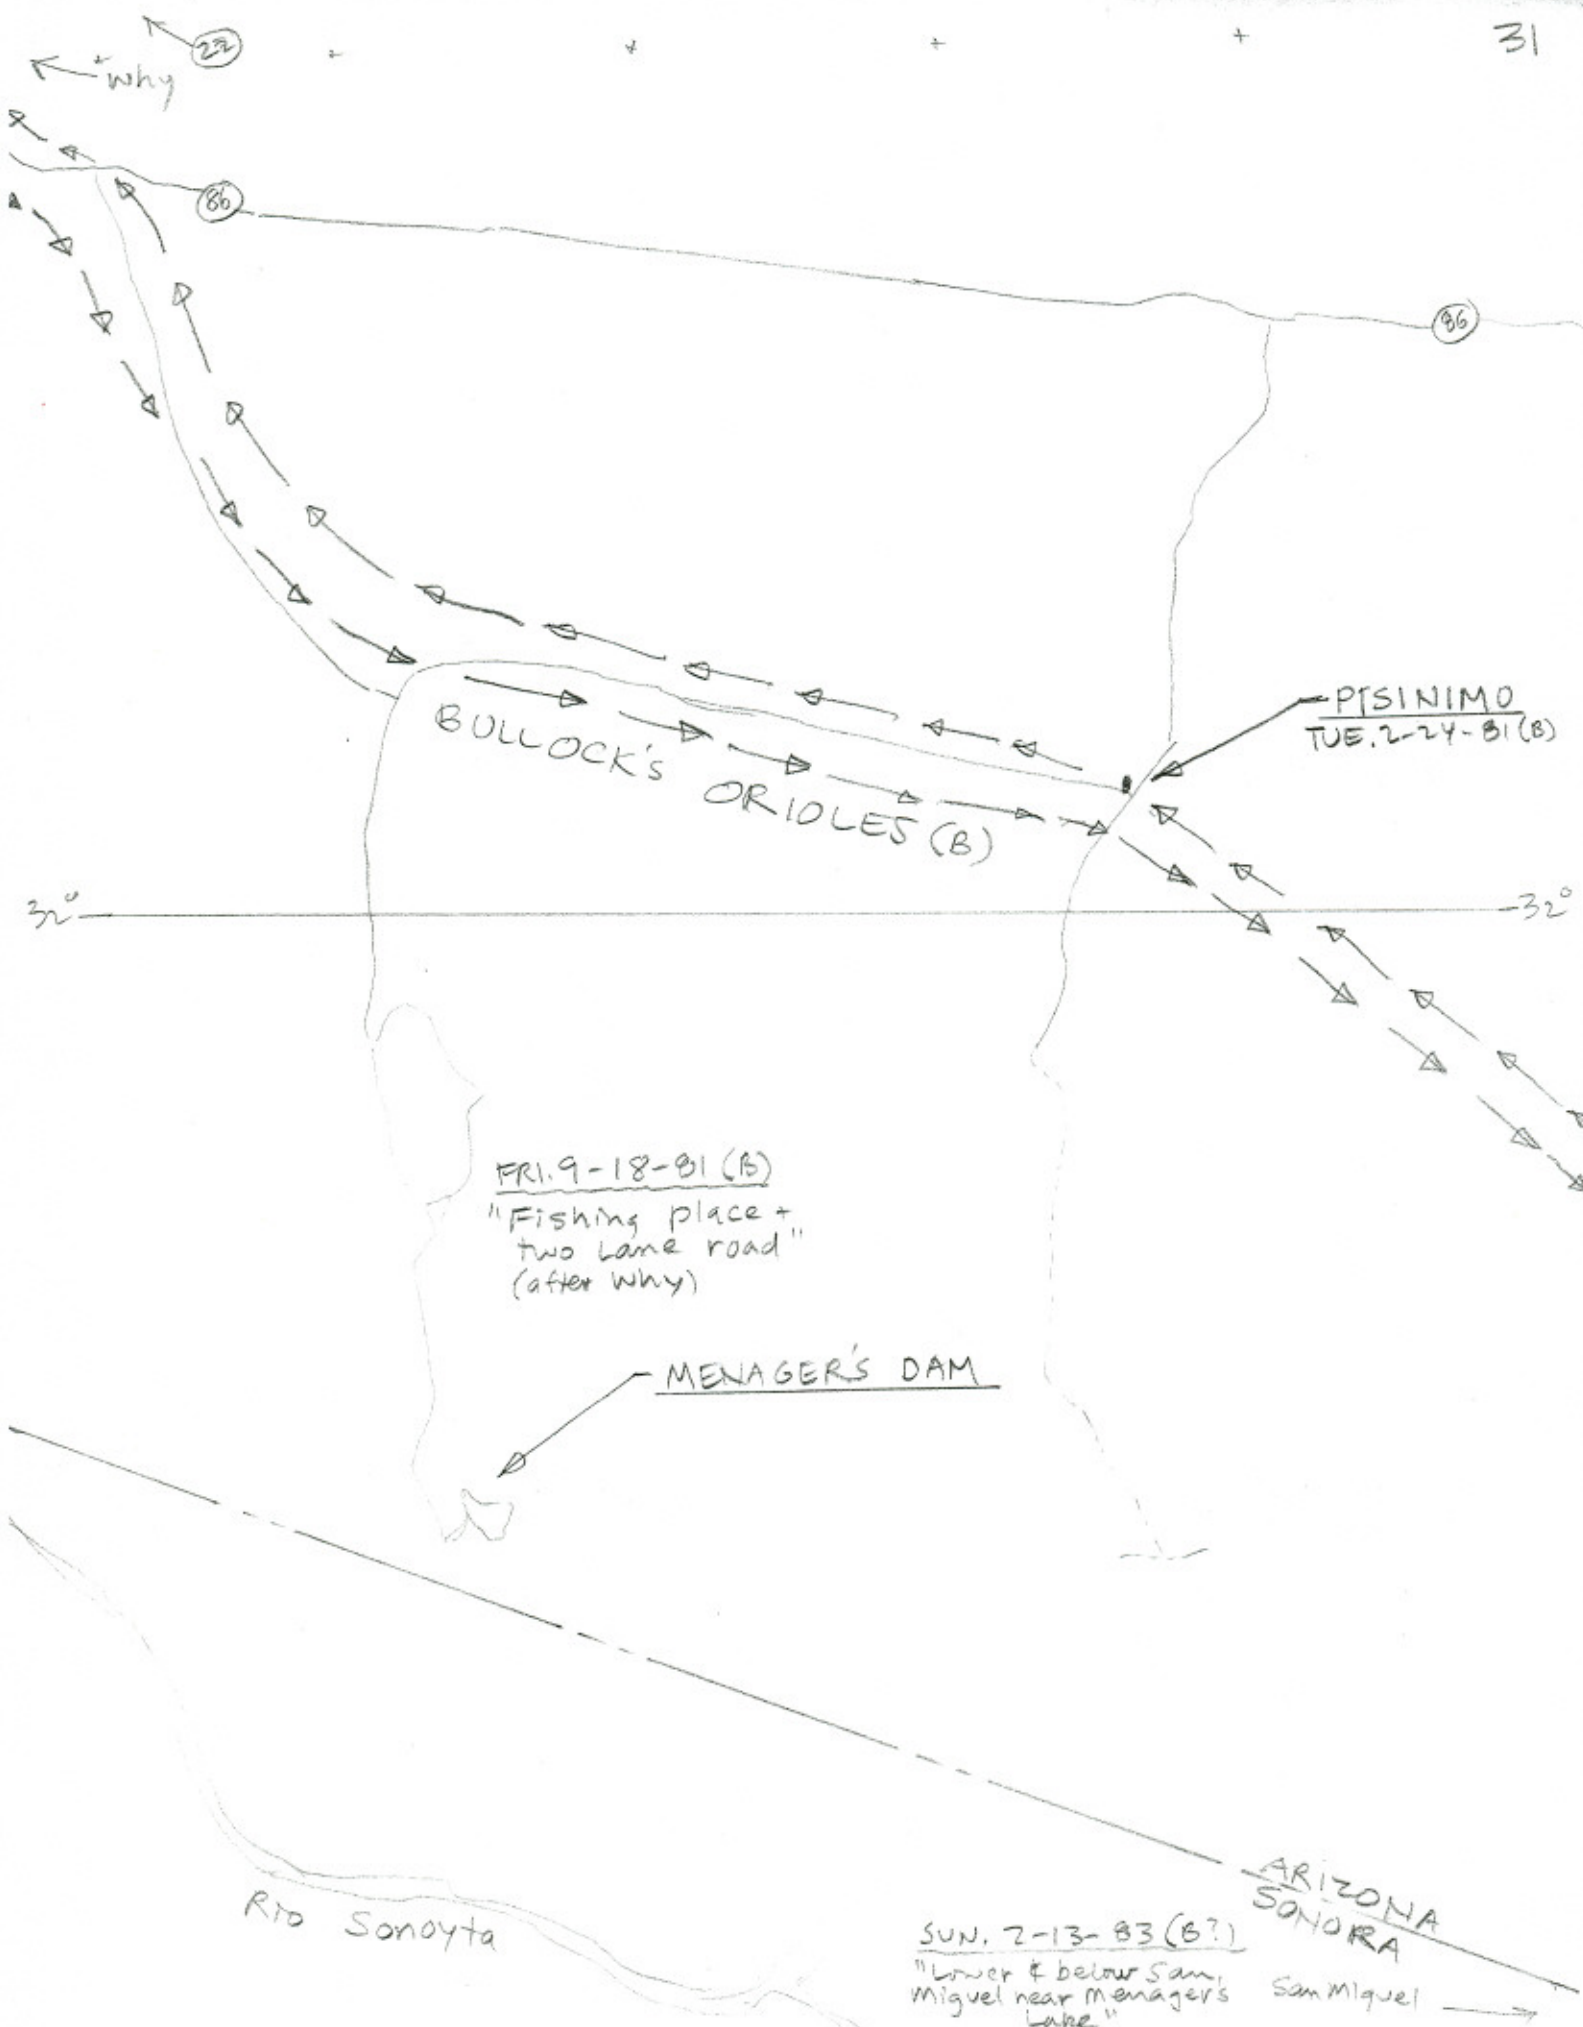 22
31
Why
86
86
PISINIMO
TUE. 2-24-81 (B)
BULLOCK'S ORIOLES (B)
32° 32°
FRI. 9-18-81 (B)
"Fishing place +
two Lane road"
(after Why)
MENAGER'S DAM
ARIZONA
SONORA
Rio Sonoyta
SUN. 2-13-83 (B?)
"Lower & below San
Miguel near Menagers
Lake"
San Miguel